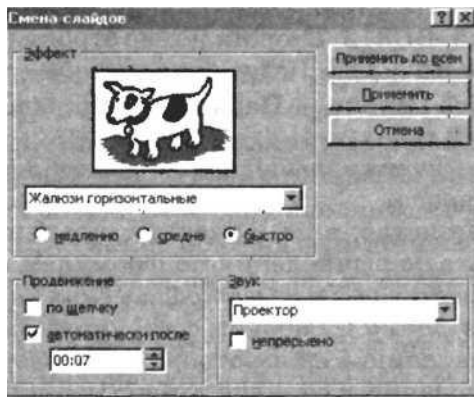 Смена слайдов
Эффект
Применить ко всем
Применить
Отмена
Жалюзи горизонтальные
медленно средне быстро
Продвижение
по щелчку
автоматически после
00:07
Звук
Проектор
непрерывно